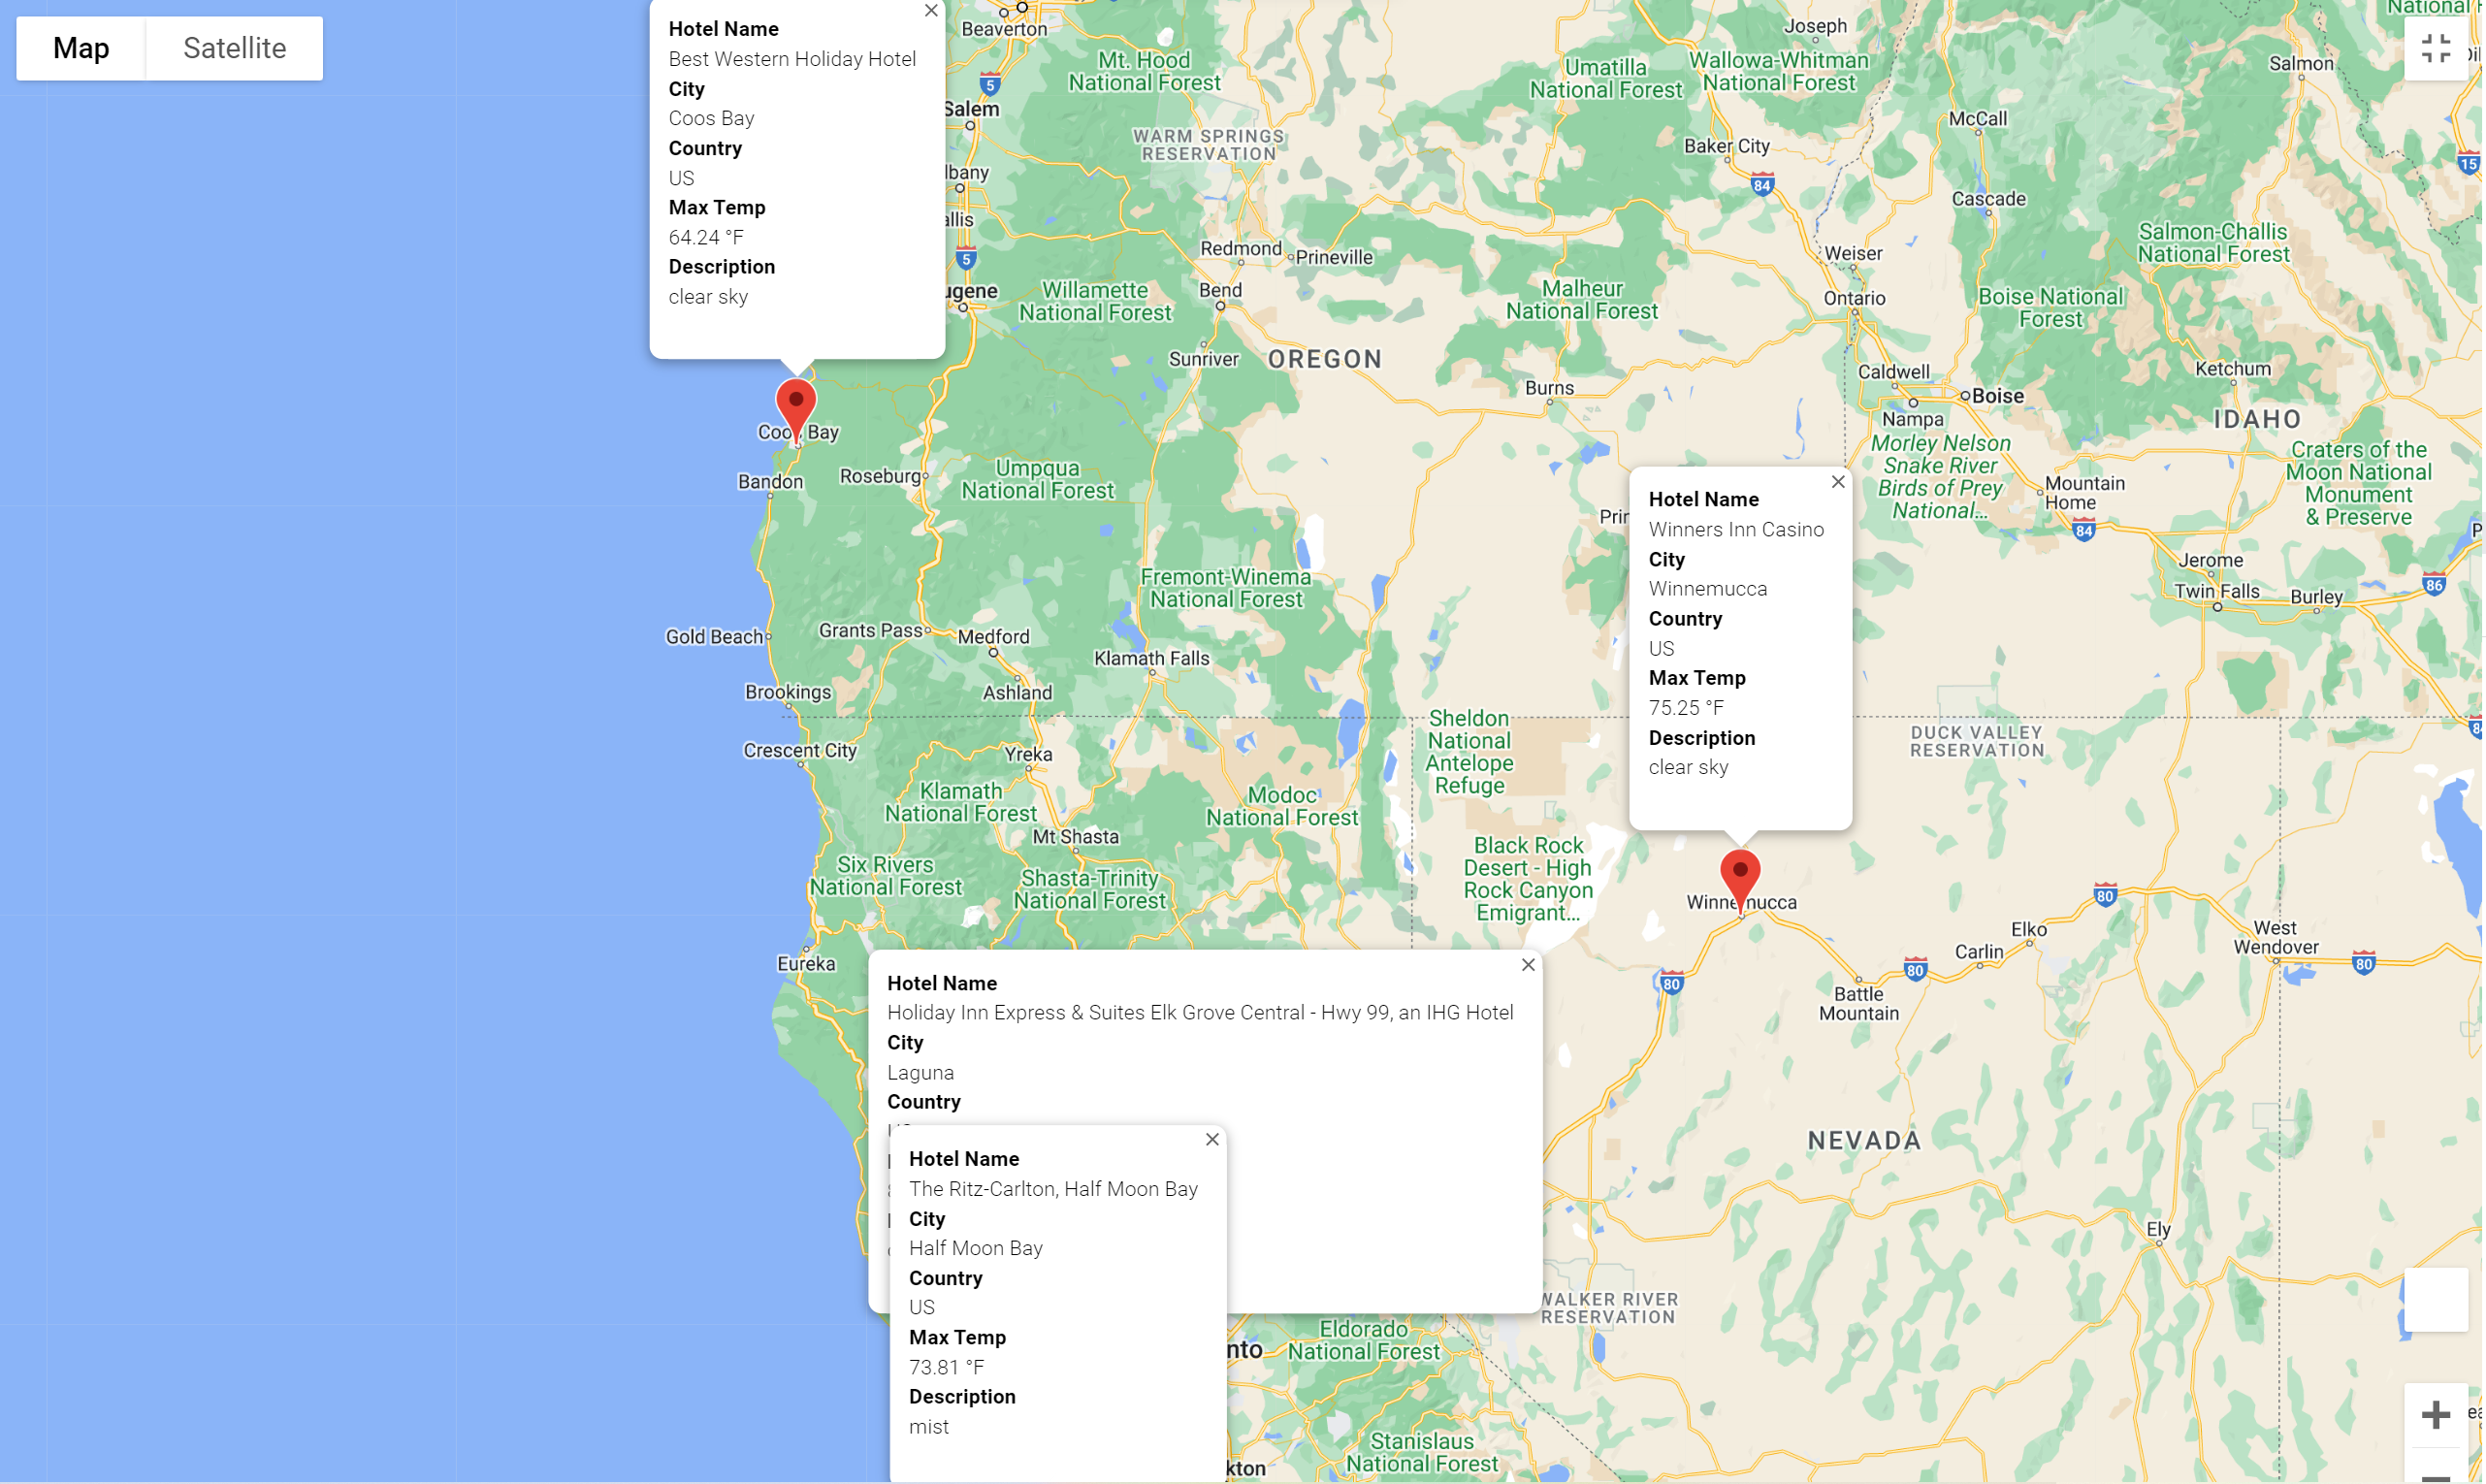 Map
Satellite
Hotel Name
Best Western Holiday Hotel
City
Coos Bay
Country
US
Max Temp
64.24 °F
Description
clear sky
Beaverton
Mt. Hood
National Forest
Joseph
Umatilla
National Forest
Wallowa-Whitman
National Forest
Salmon
5
Salem
WARM SPRINGS
RESERVATION
McCall
Baker City
84
15
Cascade
5
Redmond
Prineville
Weiser
Salmon-Challis
National Forest
Willamette
National Forest
Bend
Malheur
National Forest
Ontario
Boise National
Forest
Sunriver
OREGON
Burns
Caldwell
Ketchum
Boise
Nampa
IDAHO
Coos Bay
Morley Nelson
Snake River
Birds of Prey
National...
Craters of the
Moon National
Monument
& Preserve
Bandon
Roseburg
Umpqua
National Forest
Mountain
Home
84
Hotel Name
Winners Inn Casino
City
Winnemucca
Country
US
Max Temp
75.25 °F
Description
clear sky
Jerome
Twin Falls
Burley
86
Fremont-Winema
National Forest
Gold Beach
Grants Pass
Medford
Klamath Falls
Ashland
Brookings
Crescent City
Yreka
Sheldon
National
Antelope
Refuge
DUCK VALLEY
RESERVATION
Klamath
National Forest
Modoc
National Forest
Mt Shasta
Black Rock
Desert - High
Rock Canyon
Emigrant...
Six Rivers
National Forest
Shasta-Trinity
National Forest
Winnemucca
80
Elko
West
Wendover
Carlin
80
80
80
Battle
Mountain
Eureka
Hotel Name
Holiday Inn Express & Suites Elk Grove Central - Hwy 99, an IHG Hotel
City
Laguna
Country
Hotel Name
The Ritz-Carlton, Half Moon Bay
City
Half Moon Bay
Country
US
Max Temp
73.81 °F
Description
mist
NEVADA
Ely
WALKER RIVER
RESERVATION
Eldorado
National Forest
Stanislaus
National Forest